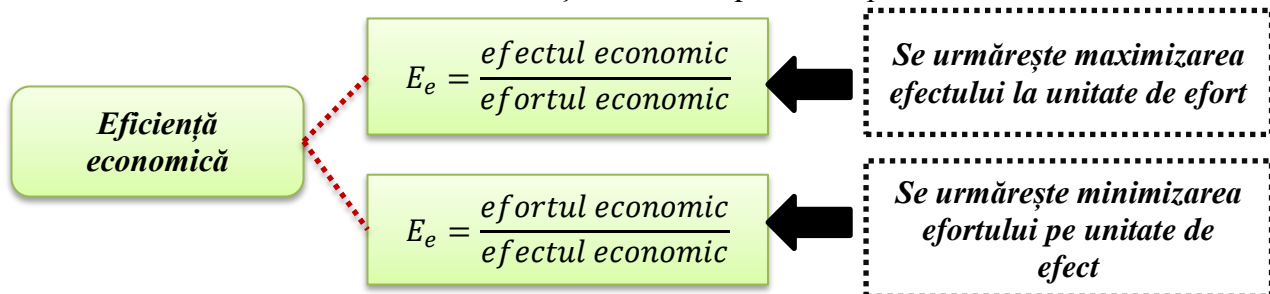 Eficiență
economică
E_e = efectul economic / efortul economic
Se urmărește maximizarea
efectului la unitate de efort
E_e = efortul economic / efectul economic
Se urmărește minimizarea
efortului pe unitate de
efect